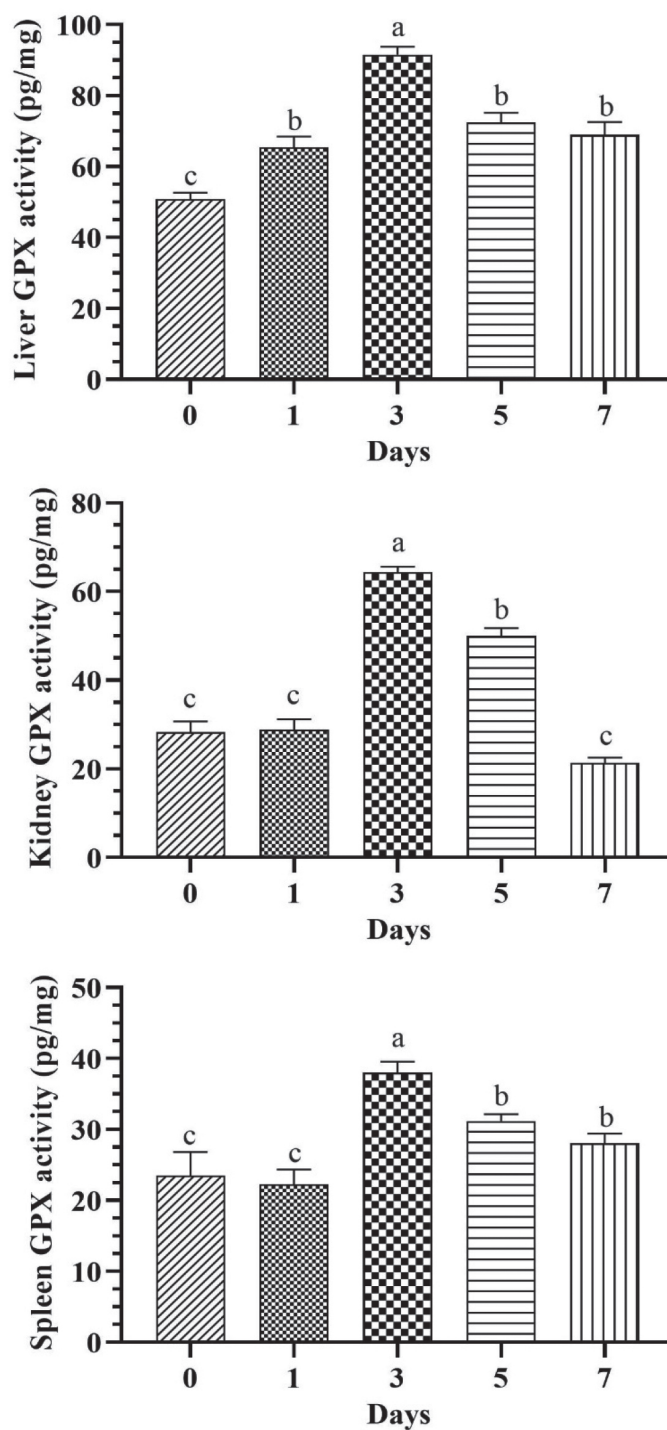 Liver GPX activity (pg/mg)
100
80
60
40
20
0
c
b
a
b
b
0 1 3 5 7
Days
Kidney GPX activity (pg/mg)
80
60
40
20
0
c
c
a
b
c
0 1 3 5 7
Days
Spleen GPX activity (pg/mg)
50
40
30
20
10
0
c
c
a
b
b
0 1 3 5 7
Days